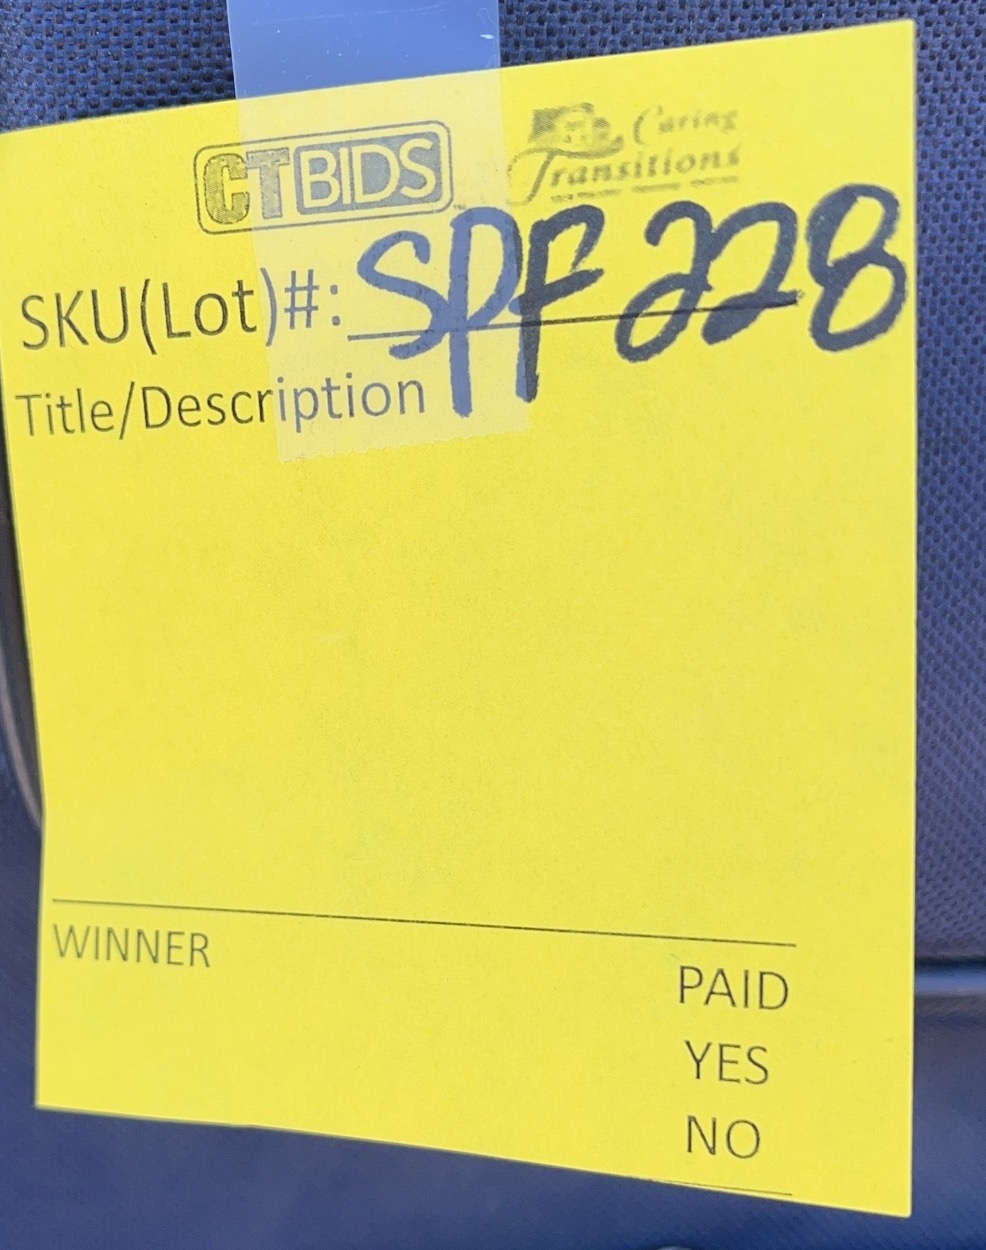 CTBIDS
Caring
Transitions
SKU(Lot)#: SPF228
Title/Description
WINNER
PAID
YES
NO